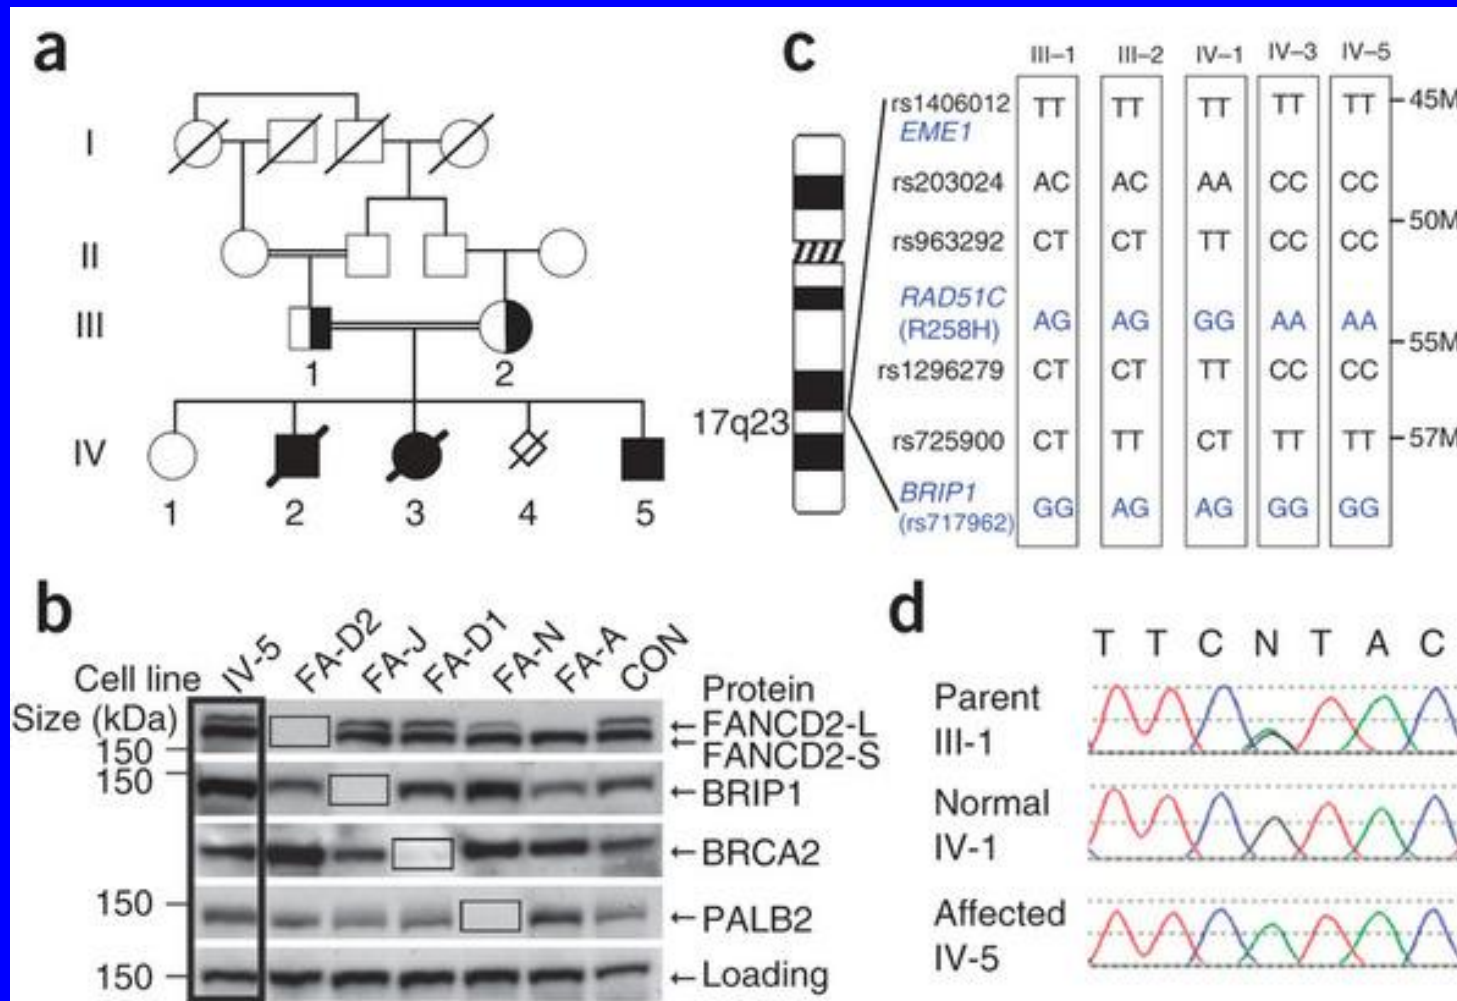 a
I
II
III
1 2
IV
1 2 3 4 5
c
III–1 III–2 IV–1 IV–3 IV–5
rs1406012 TT TT TT TT TT 45M
EME1
rs203024 AC AC AA CC CC
50M
rs963292 CT CT TT CC CC
RAD51C
(R258H) AG AG GG AA AA
55M
rs1296279 CT CT TT CC CC
17q23
rs725900 CT TT CT TT TT 57M
BRIP1
(rs717962) GG AG AG GG GG
b
Cell line IV-5 FA-D2 FA-J FA-D1 FA-N FA-A CON Protein
Size (kDa) ←FANCD2-L
150 ←FANCD2-S
150 ←BRIP1
←BRCA2
150 ←PALB2
150 ←Loading
d
T T C N T A C
Parent
III-1
Normal
IV-1
Affected
IV-5